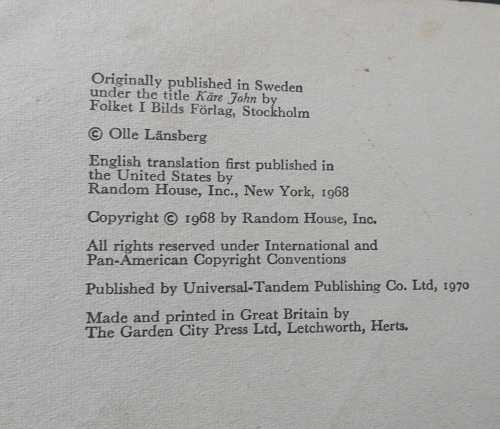 Originally published in Sweden
under the title Käre John by
Folket I Bilds Förlag, Stockholm
© Olle Länsberg
English translation first published in
the United States by
Random House, Inc., New York, 1968
Copyright © 1968 by Random House, Inc.
All rights reserved under International and
Pan-American Copyright Conventions
Published by Universal-Tandem Publishing Co. Ltd, 1970
Made and printed in Great Britain by
The Garden City Press Ltd, Letchworth, Herts.